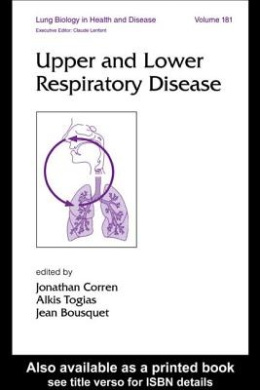 Lung Biology in Health and Disease
Volume 181
Executive Editor: Claude Lenfant
Upper and Lower
Respiratory Disease
edited by
Jonathan Corren
Alkis Togias
Jean Bousquet
Also available as a printed book
see title verso for ISBN details